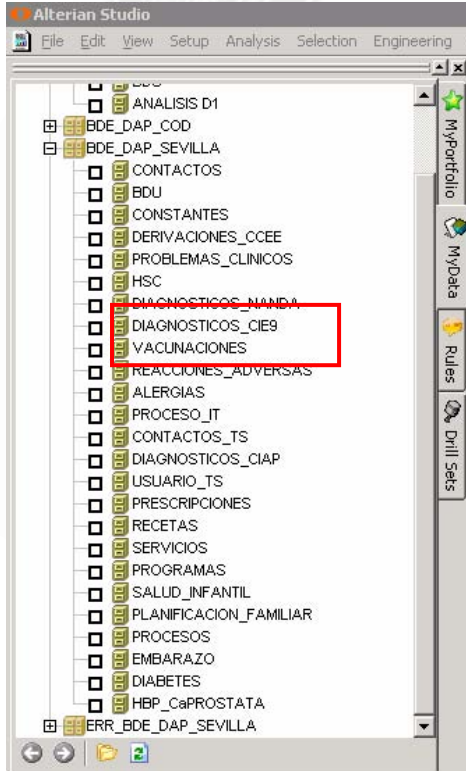 Alterian Studio
File Edit View Setup Analysis Selection Engineering
BDU
ANALISIS D1
BDE_DAP_COD
BDE_DAP_SEVILLA
CONTACTOS
BDU
CONSTANTES
DERIVACIONES_CCEE
PROBLEMAS_CLINICOS
HSC
DIAGNOSTICOS_NANDA
DIAGNOSTICOS_CIE9
VACUNACIONES
REACCIONES_ADVERSAS
ALERGIAS
PROCESO_IT
CONTACTOS_TS
DIAGNOSTICOS_CIAP
USUARIO_TS
PRESCRIPCIONES
RECETAS
SERVICIOS
PROGRAMAS
SALUD_INFANTIL
PLANIFICACION_FAMILIAR
PROCESOS
EMBARAZO
DIABETES
HBP_CaPROSTATA
ERR_BDE_DAP_SEVILLA
MyPortfolio
MyData
Rules
Drill Sets